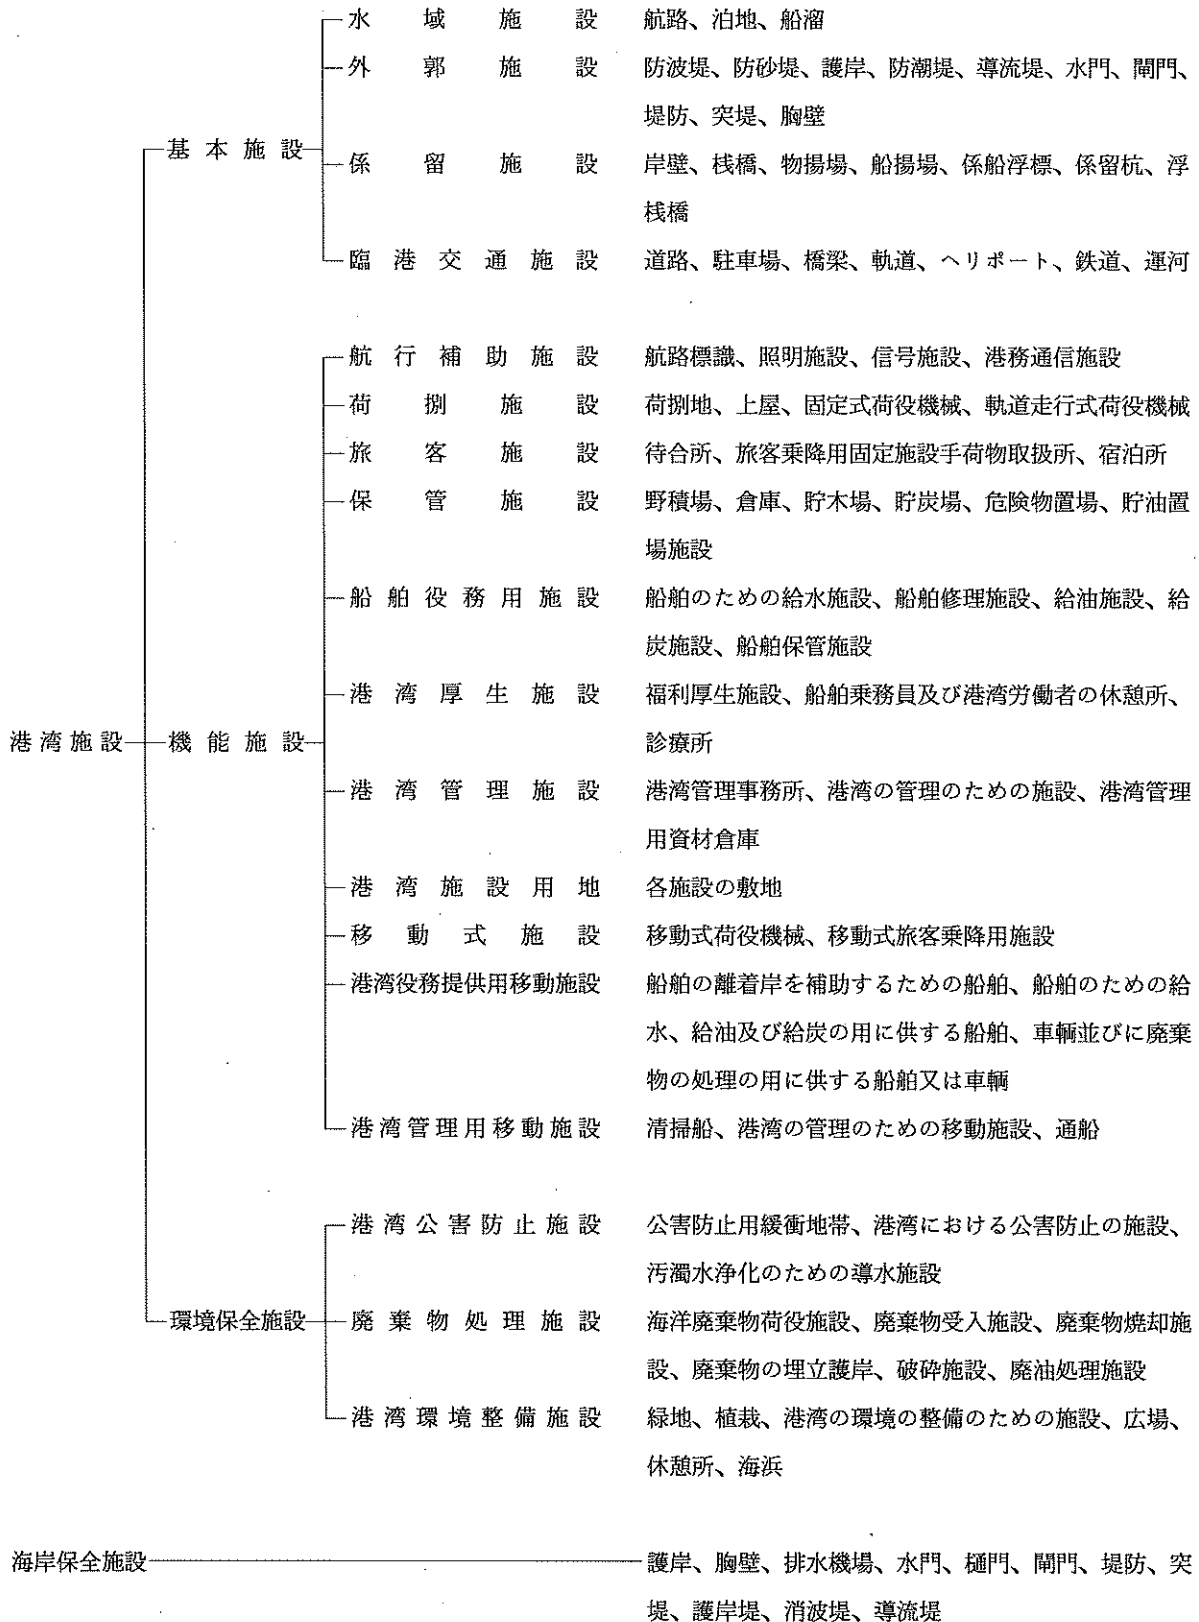 水域施設　航路、泊地、船溜
外郭施設　防波堤、防砂堤、護岸、防潮堤、導流堤、水門、閘門、
堤防、突堤、胸壁
基本施設
係留施設　岸壁、桟橋、物揚場、船揚場、係船浮標、係留杭、浮
桟橋
臨港交通施設　道路、駐車場、橋梁、軌道、ヘリポート、鉄道、運河
航行補助施設　航路標識、照明施設、信号施設、港務通信施設
荷捌施設　荷捌地、上屋、固定式荷役機械、軌道走行式荷役機械
旅客施設　待合所、旅客乗降用固定施設手荷物取扱所、宿泊所
保管施設　野積場、倉庫、貯木場、貯炭場、危険物置場、貯油置
場施設
船舶役務用施設　船舶のための給水施設、船舶修理施設、給油施設、給
炭施設、船舶保管施設
港湾厚生施設　福利厚生施設、船舶乗務員及び港湾労働者の休憩所、
診療所
港湾施設　機能施設
港湾管理施設　港湾管理事務所、港湾の管理のための施設、港湾管理
用資材倉庫
港湾施設用地　各施設の敷地
移動式施設　移動式荷役機械、移動式旅客乗降用施設
港湾役務提供用移動施設　船舶の離着岸を補助するための船舶、船舶のための給
水、給油及び給炭の用に供する船舶、車輌並びに廃棄
物の処理の用に供する船舶又は車輌
港湾管理用移動施設　清掃船、港湾の管理のための移動施設、通船
港湾公害防止施設　公害防止用緩衝地帯、港湾における公害防止の施設、
汚濁水浄化のための導水施設
環境保全施設　廃棄物処理施設　海洋廃棄物荷役施設、廃棄物受入施設、廃棄物焼却施
設、廃棄物の埋立護岸、破砕施設、廃油処理施設
港湾環境整備施設　緑地、植栽、港湾の環境の整備のための施設、広場、
休憩所、海浜
海岸保全施設　護岸、胸壁、排水機場、水門、樋門、閘門、堤防、突
堤、護岸堤、消波堤、導流堤